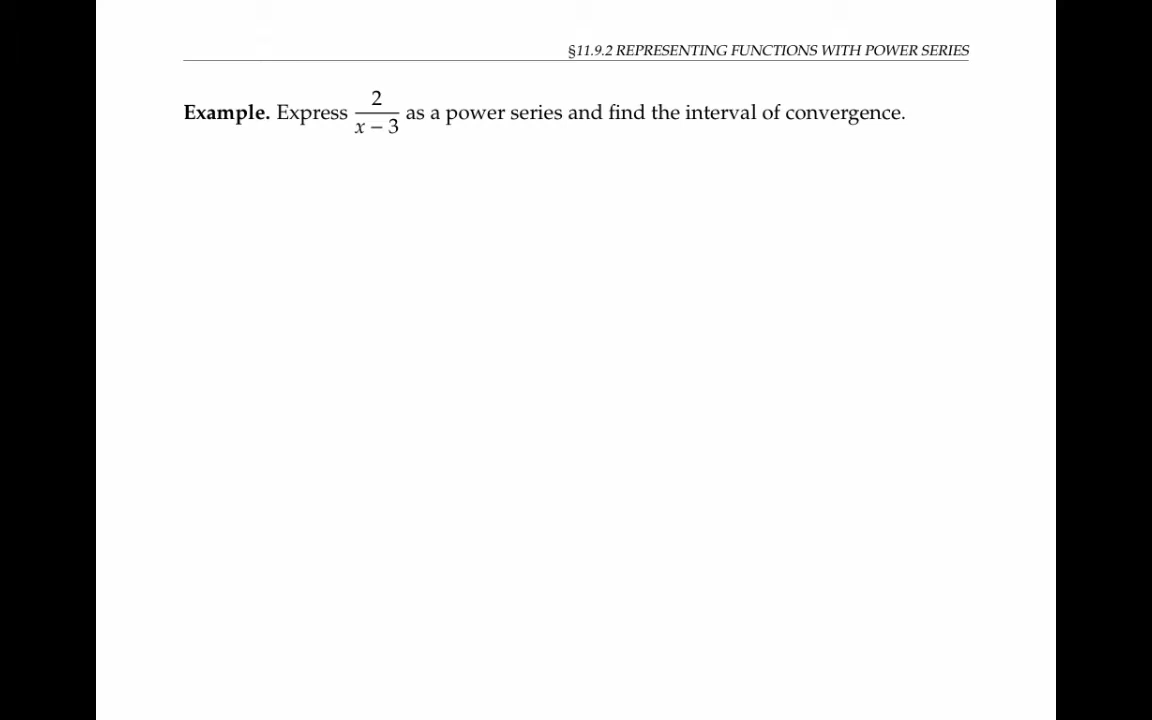 §11.9.2 REPRESENTING FUNCTIONS WITH POWER SERIES
Example. Express \frac{2}{x − 3} as a power series and find the interval of convergence.